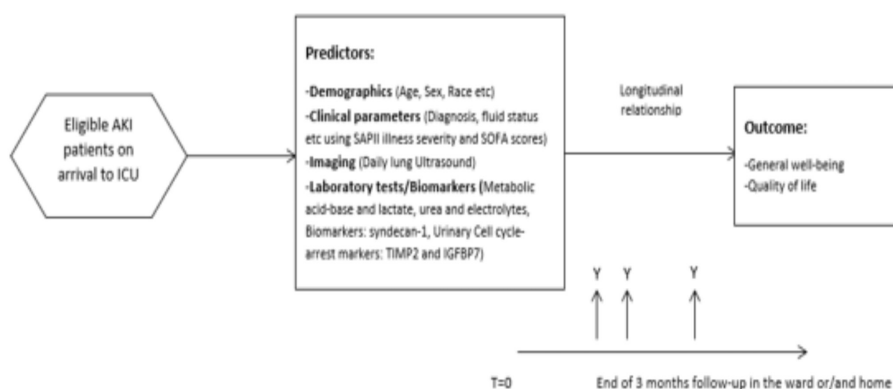 Eligible AKI
patients on
arrival to ICU
Predictors:
-Demographics (Age, Sex, Race etc)
-Clinical parameters (Diagnosis, fluid status
etc using SAPII illness severity and SOFA scores)
-Imaging (Daily lung Ultrasound)
-Laboratory tests/Biomarkers (Metabolic
acid-base and lactate, urea and electrolytes,
Biomarkers: syndecan-1, Urinary Cell cycle-
arrest markers: TIMP2 and IGFBP7)
Longitudinal
relationship
Outcome:
-General well-being
-Quality of life
Y Y Y
T=0 End of 3 months follow-up in the ward or/and home